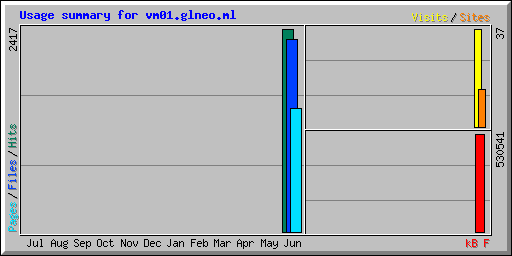 Usage summary for vm01.glneo.ml
Visits/Sites
2417
37
Pages/Files/Hits
530541
Jul Aug Sep Oct Nov Dec Jan Feb Mar Apr May Jun
kB F